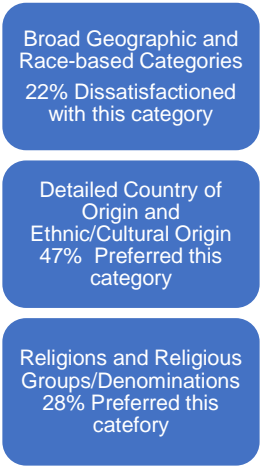 Broad Geographic and
Race-based Categories
22% Dissatisfactioned
with this category
Detailed Country of
Origin and
Ethnic/Cultural Origin
47% Preferred this
category
Religions and Religious
Groups/Denominations
28% Preferred this
catefory